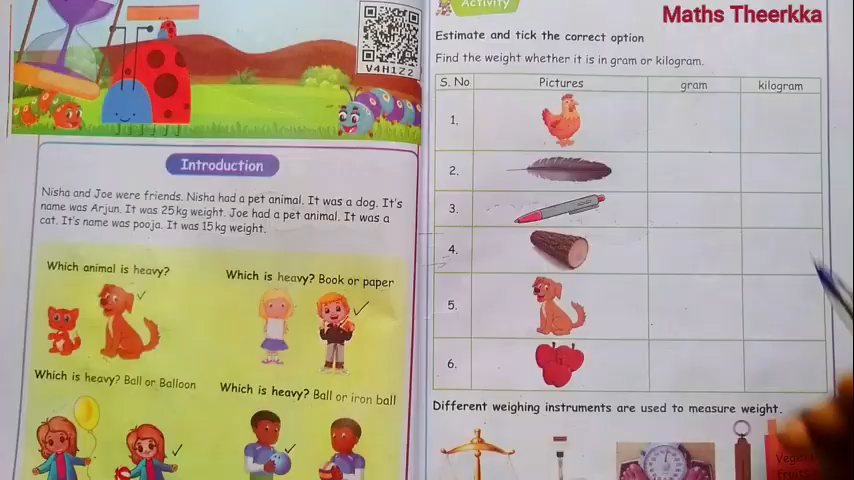 V4H1Z2
Introduction
Nisha and Joe were friends. Nisha had a pet animal. It was a dog. It's
name was Arjun. It was 25 kg weight. Joe had a pet animal. It was a
cat. It's name was pooja. It was 15 kg weight.
Which animal is heavy?
Which is heavy? Book or paper
Which is heavy? Ball or Balloon
Which is heavy? Ball or iron ball
Activity
Maths Theerkka
Estimate and tick the correct option
Find the weight whether it is in gram or kilogram.
S. No Pictures gram kilogram
1.
2.
3.
4.
5.
6.
Different weighing instruments are used to measure weight.